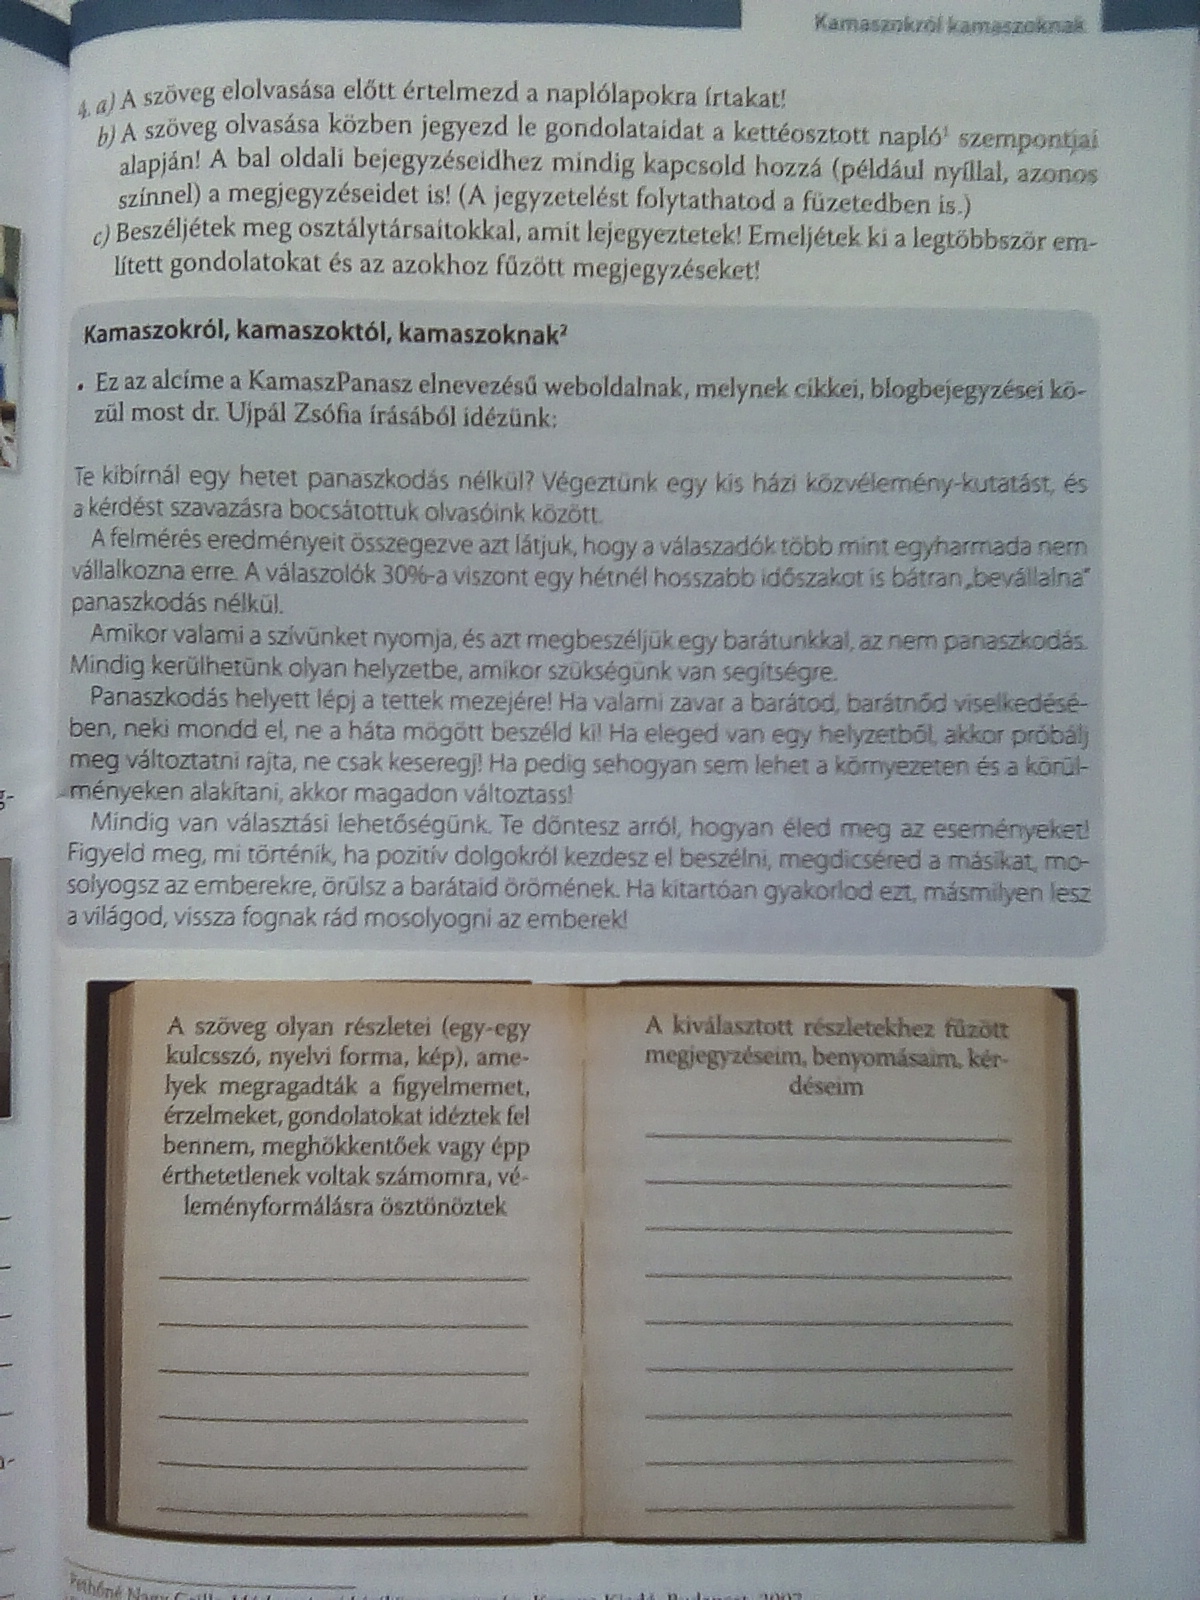 Kamaszokról kamaszoknak
4. a) A szöveg elolvasása előtt értelmezd a naplólapokra írtakat!
b) A szöveg olvasása közben jegyezd le gondolataidat a kettéosztott napló¹ szempontjai
alapján! A bal oldali bejegyzéseidhez mindig kapcsold hozzá (például nyíllal, azonos
színnel) a megjegyzéseidet is! (A jegyzetelést folytathatod a füzetedben is.)
c) Beszéljétek meg osztálytársaitokkal, amit lejegyeztetek! Emeljétek ki a legtöbbször em-
lített gondolatokat és az azokhoz fűzött megjegyzéseket!
Kamaszokról, kamaszoktól, kamaszoknak²
• Ez az alcíme a KamaszPanasz elnevezésű weboldalnak, melynek cikkei, blogbejegyzései kö-
zül most dr. Ujpál Zsófia írásából idézünk:
Te kibírnál egy hetet panaszkodás nélkül? Végeztünk egy kis házi közvélemény-kutatást, és
a kérdést szavazásra bocsátottuk olvasóink között.
A felmérés eredményeit összegezve azt látjuk, hogy a válaszadók több mint egyharmada nem
vállalkozna erre. A válaszolók 30%-a viszont egy hétnél hosszabb időszakot is bátran „bevállalna”
panaszkodás nélkül.
Amikor valami a szívünket nyomja, és azt megbeszéljük egy barátunkkal, az nem panaszkodás.
Mindig kerülhetünk olyan helyzetbe, amikor szükségünk van segítségre.
Panaszkodás helyett lépj a tettek mezejére! Ha valami zavar a barátod, barátnőd viselkedésé-
ben, neki mondd el, ne a háta mögött beszéld ki! Ha eleged van egy helyzetből, akkor próbálj
meg változtatni rajta, ne csak keseregj! Ha pedig sehogyan sem lehet a környezeten és a körül-
ményeken alakítani, akkor magadon változtass!
Mindig van választási lehetőségünk. Te döntesz arról, hogyan éled meg az eseményeket!
Figyeld meg, mi történik, ha pozitív dolgokról kezdesz el beszélni, megdicséred a másikat, mo-
solyogsz az emberekre, örülsz a barátaid örömének. Ha kitartóan gyakorlod ezt, másmilyen lesz
a világod, vissza fognak rád mosolyogni az emberek!
A szöveg olyan részletei (egy-egy
kulcsszó, nyelvi forma, kép), ame-
lyek megragadták a figyelmemet,
érzelmeket, gondolatokat idéztek fel
bennem, meghökkentőek vagy épp
érthetetlenek voltak számomra, vé-
leményformálásra ösztönöztek
A kiválasztott részletekhez fűzött
megjegyzéseim, benyomásaim, kér-
déseim